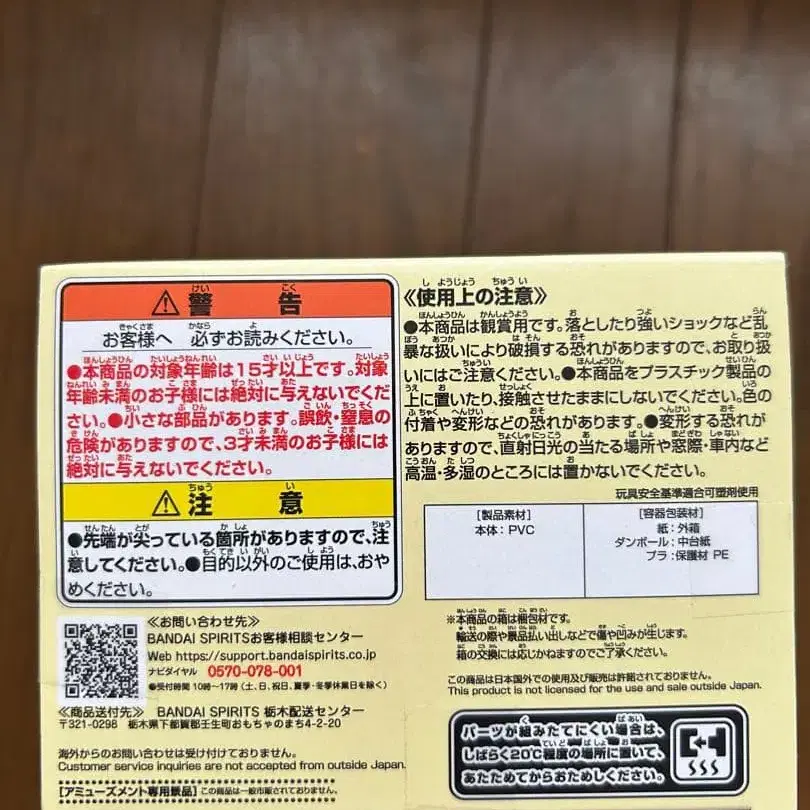 警告
お客様へ 必ずお読みください。
●本商品の対象年齢は15才以上です。対象
年齢未満のお子様には絶対に与えないでくだ
さい。●小さな部品があります。誤飲・窒息の
危険がありますので、3才未満のお子様には
絶対に与えないでください。
注意
●先端が尖っている箇所がありますので、注
意してください。●目的以外のご使用は、おや
めください。
《使用上の注意》
●本商品は観賞用です。落としたり強いショックなど乱
暴な扱いにより破損する恐れがありますので、お取り扱
いにはご注意ください。●本商品をプラスチック製品の
上に置いたり、接触させたままにしないでください。色の
付着や変形などの恐れがあります。●変形する恐れが
ありますので、直射日光の当たる場所や窓際・車内など
高温・多湿のところには置かないでください。
玩具安全基準適合可塑剤使用
[製品素材]
本体:PVC
[容器包装材]
紙:外箱
ダンボール:中台紙
プラ:保護材 PE
※本商品の箱は梱包材です。
輸送の際や景品払い出しなどで傷や凹みが生じます。
箱の交換には応じかねますのでご了承ください。
この商品は日本国外での使用及び販売は許諾されておりません。
This product is not licensed for the use and sale outside Japan.
《お問い合わせ先》
BANDAI SPIRITSお客様相談センター
Web https://support.bandaispirits.co.jp
ナビダイヤル 0570-078-001
●受付時間 10時~17時(土、日、祝日、夏季・冬季休業日を除く)
《商品送付先》 BANDAI SPIRITS 栃木配送センター
〒321-0298 栃木県下都賀郡壬生町おもちゃのまち4-2-20
海外からのお問い合わせは受け付けておりません。
Customer service inquiries are not accepted from outside Japan.
[アミューズメント専用景品] この商品は一般市販されておりません。
パーツが組みたてにくい場合は、
しばらく20℃程度の場所に置いて、
あたためてからおためしください。